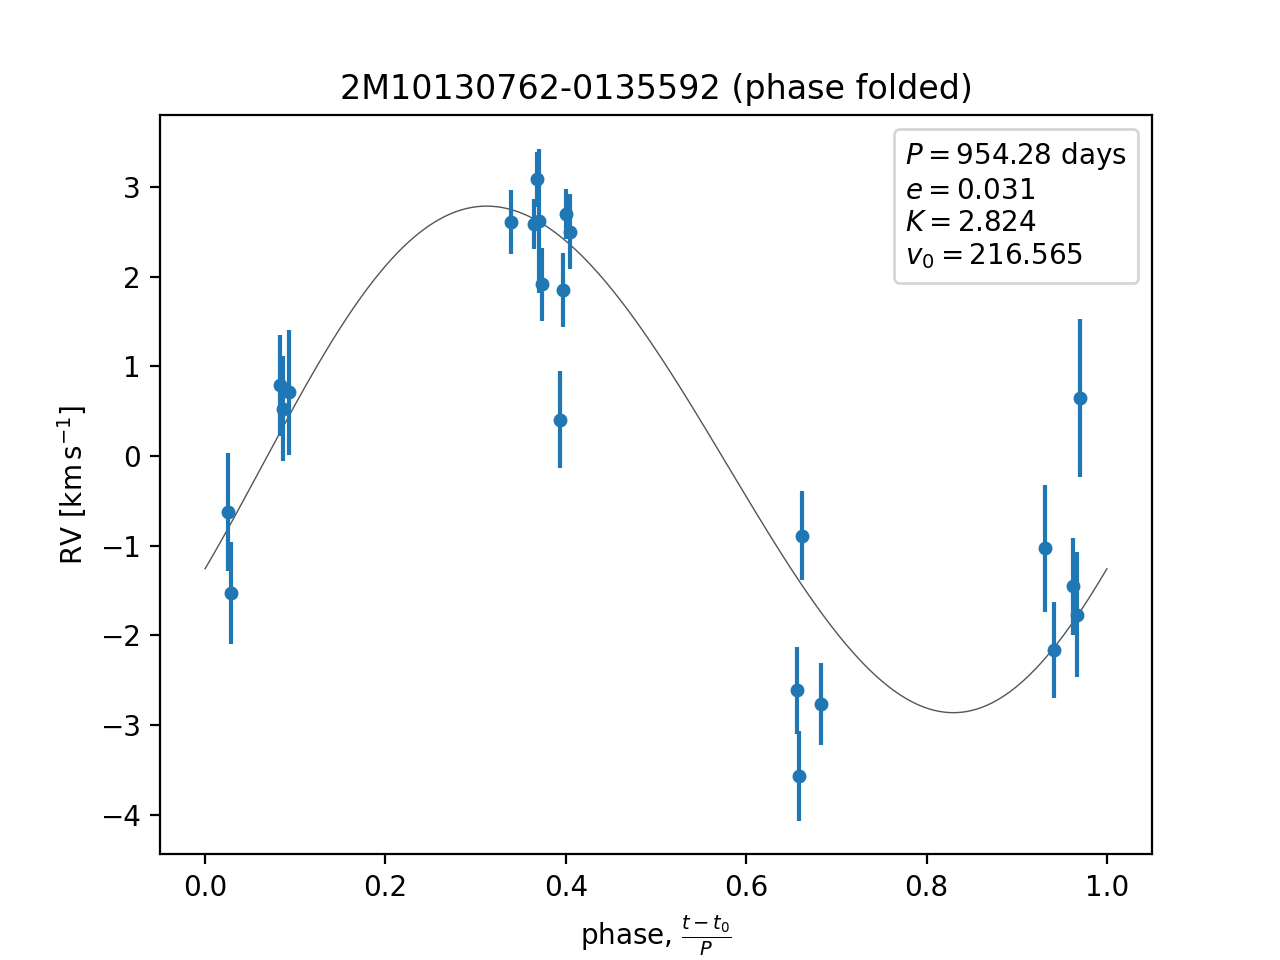 2M10130762-0135592 (phase folded)
P = 954.28 days
e = 0.031
K = 2.824
v₀ = 216.565
3
2
1
0
−1
−2
−3
−4
RV [km s⁻¹]
0.0 0.2 0.4 0.6 0.8 1.0
phase, (t − t₀)/P